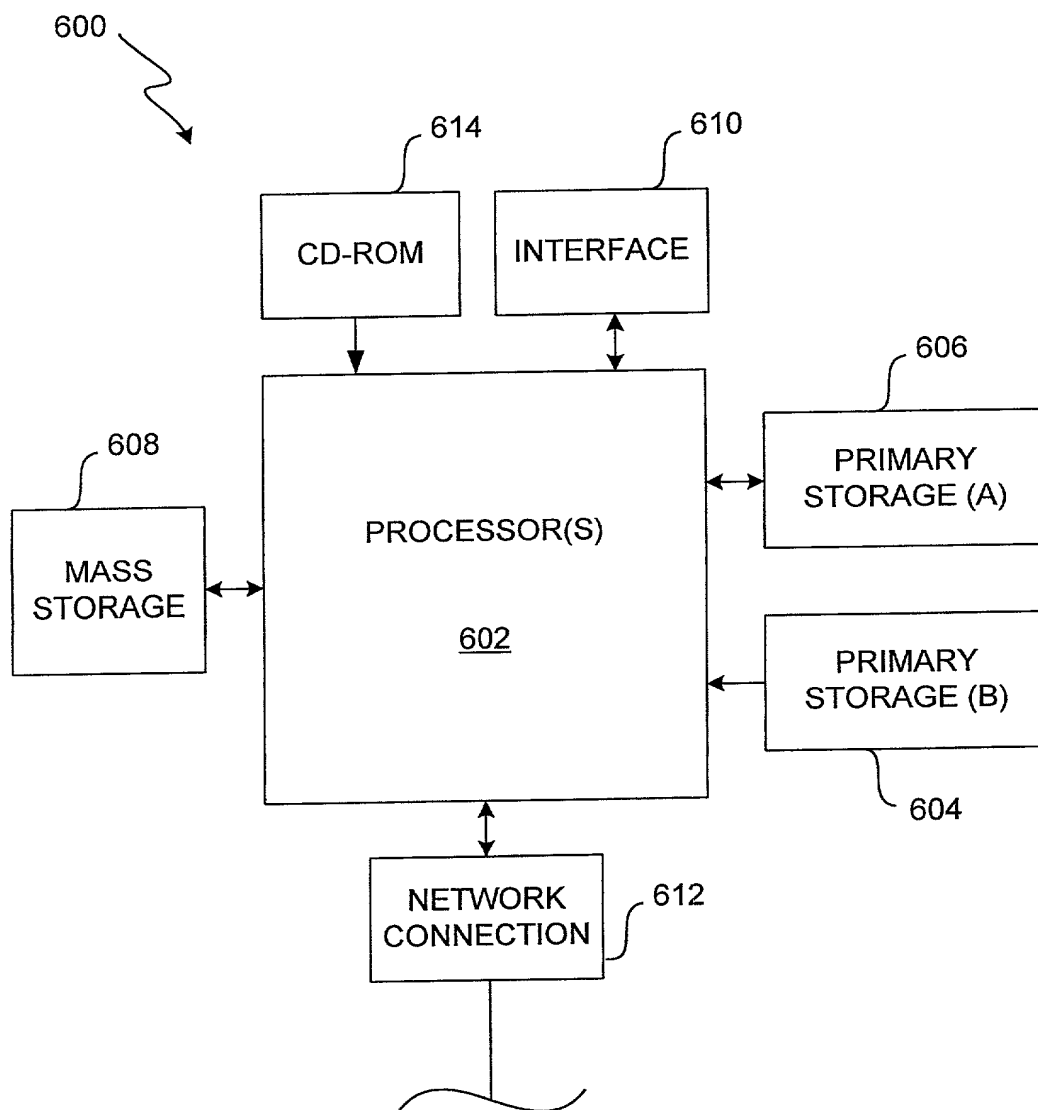 600
614
610
CD-ROM
INTERFACE
606
PRIMARY
STORAGE (A)
608
MASS
STORAGE
PROCESSOR(S)
602
PRIMARY
STORAGE (B)
604
NETWORK
CONNECTION
612